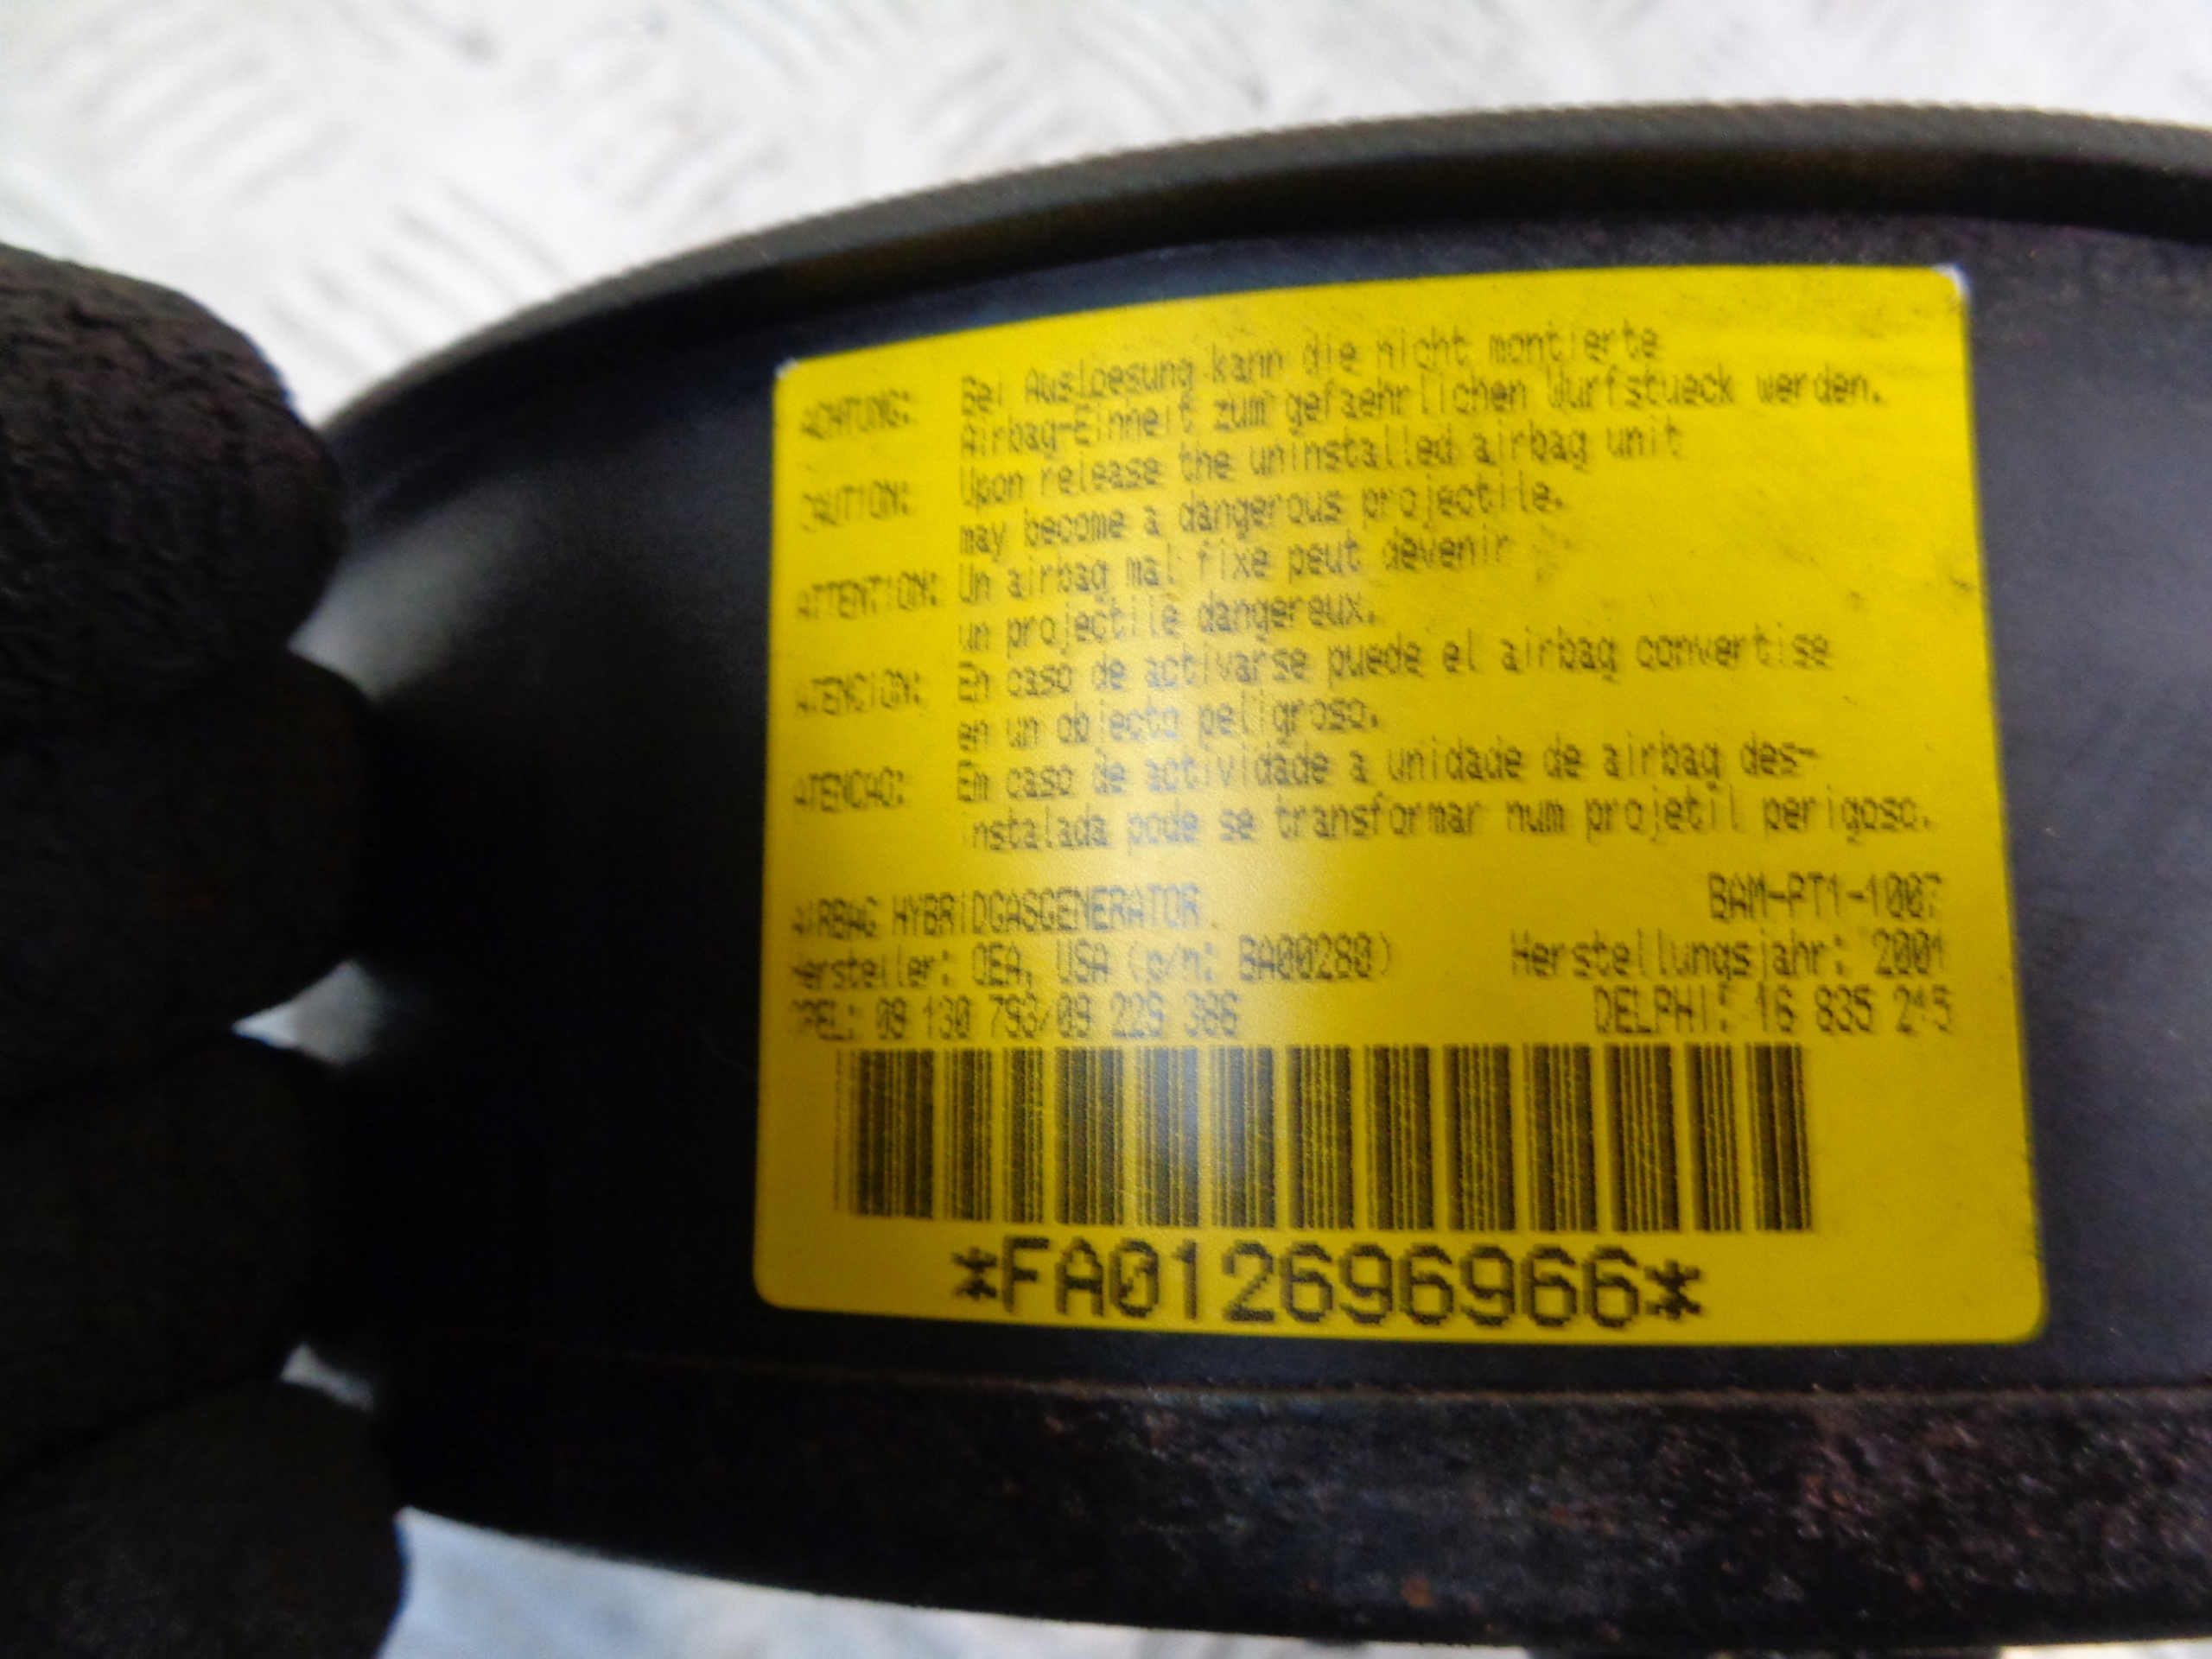 ACHTUNG: Bei Ausloesung kann die nicht montierte
Airbag-Einheit zum gefaehrlichen Wurfstueck werden.
CAUTION: Upon release the uninstalled airbag unit
may become a dangerous projectile.
ATTENTION: Un airbag mal fixe peut devenir
un projectile dangereux.
ATENCION: En caso de activarse puede el airbag convertise
en un objecto peligroso.
ATENCAO: Em caso de actividade a unidade de airbag des-
instalada pode se transformar num projetil perigoso.
AIRBAG HYBRIDGASGENERATOR BAM-PT1-1007
Hersteller: OEA, USA (p/n: BA00280) Herstellungsjahr: 2001
OPEL: 09 130 793/09 229 386 DELPHI: 16 835 245
*FA012696966*